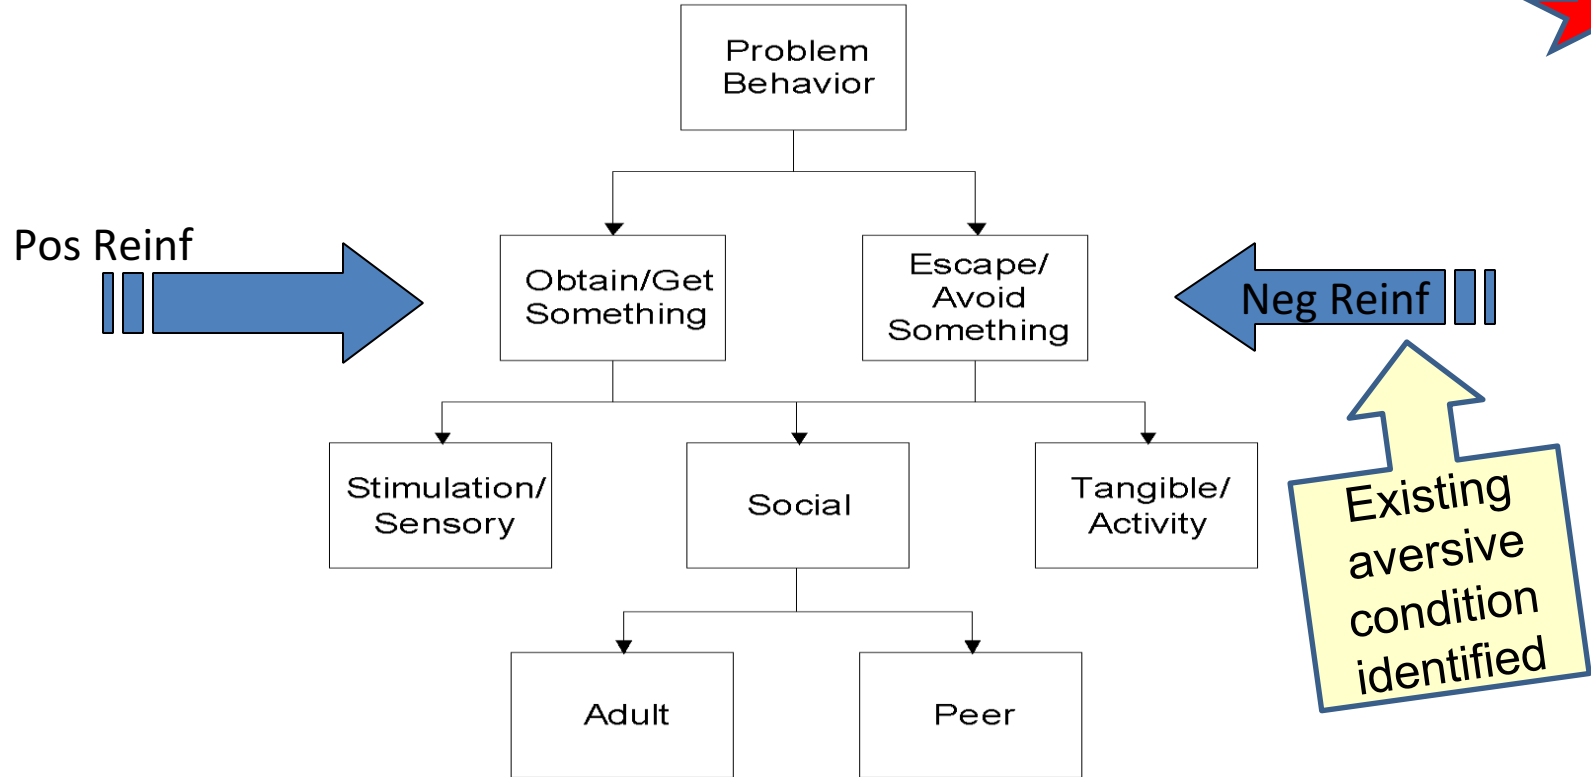 Problem
Behavior
Pos Reinf
Obtain/Get
Something
Escape/
Avoid
Something
Neg Reinf
Stimulation/
Sensory
Social
Tangible/
Activity
Existing
aversive
condition
identified
Adult
Peer